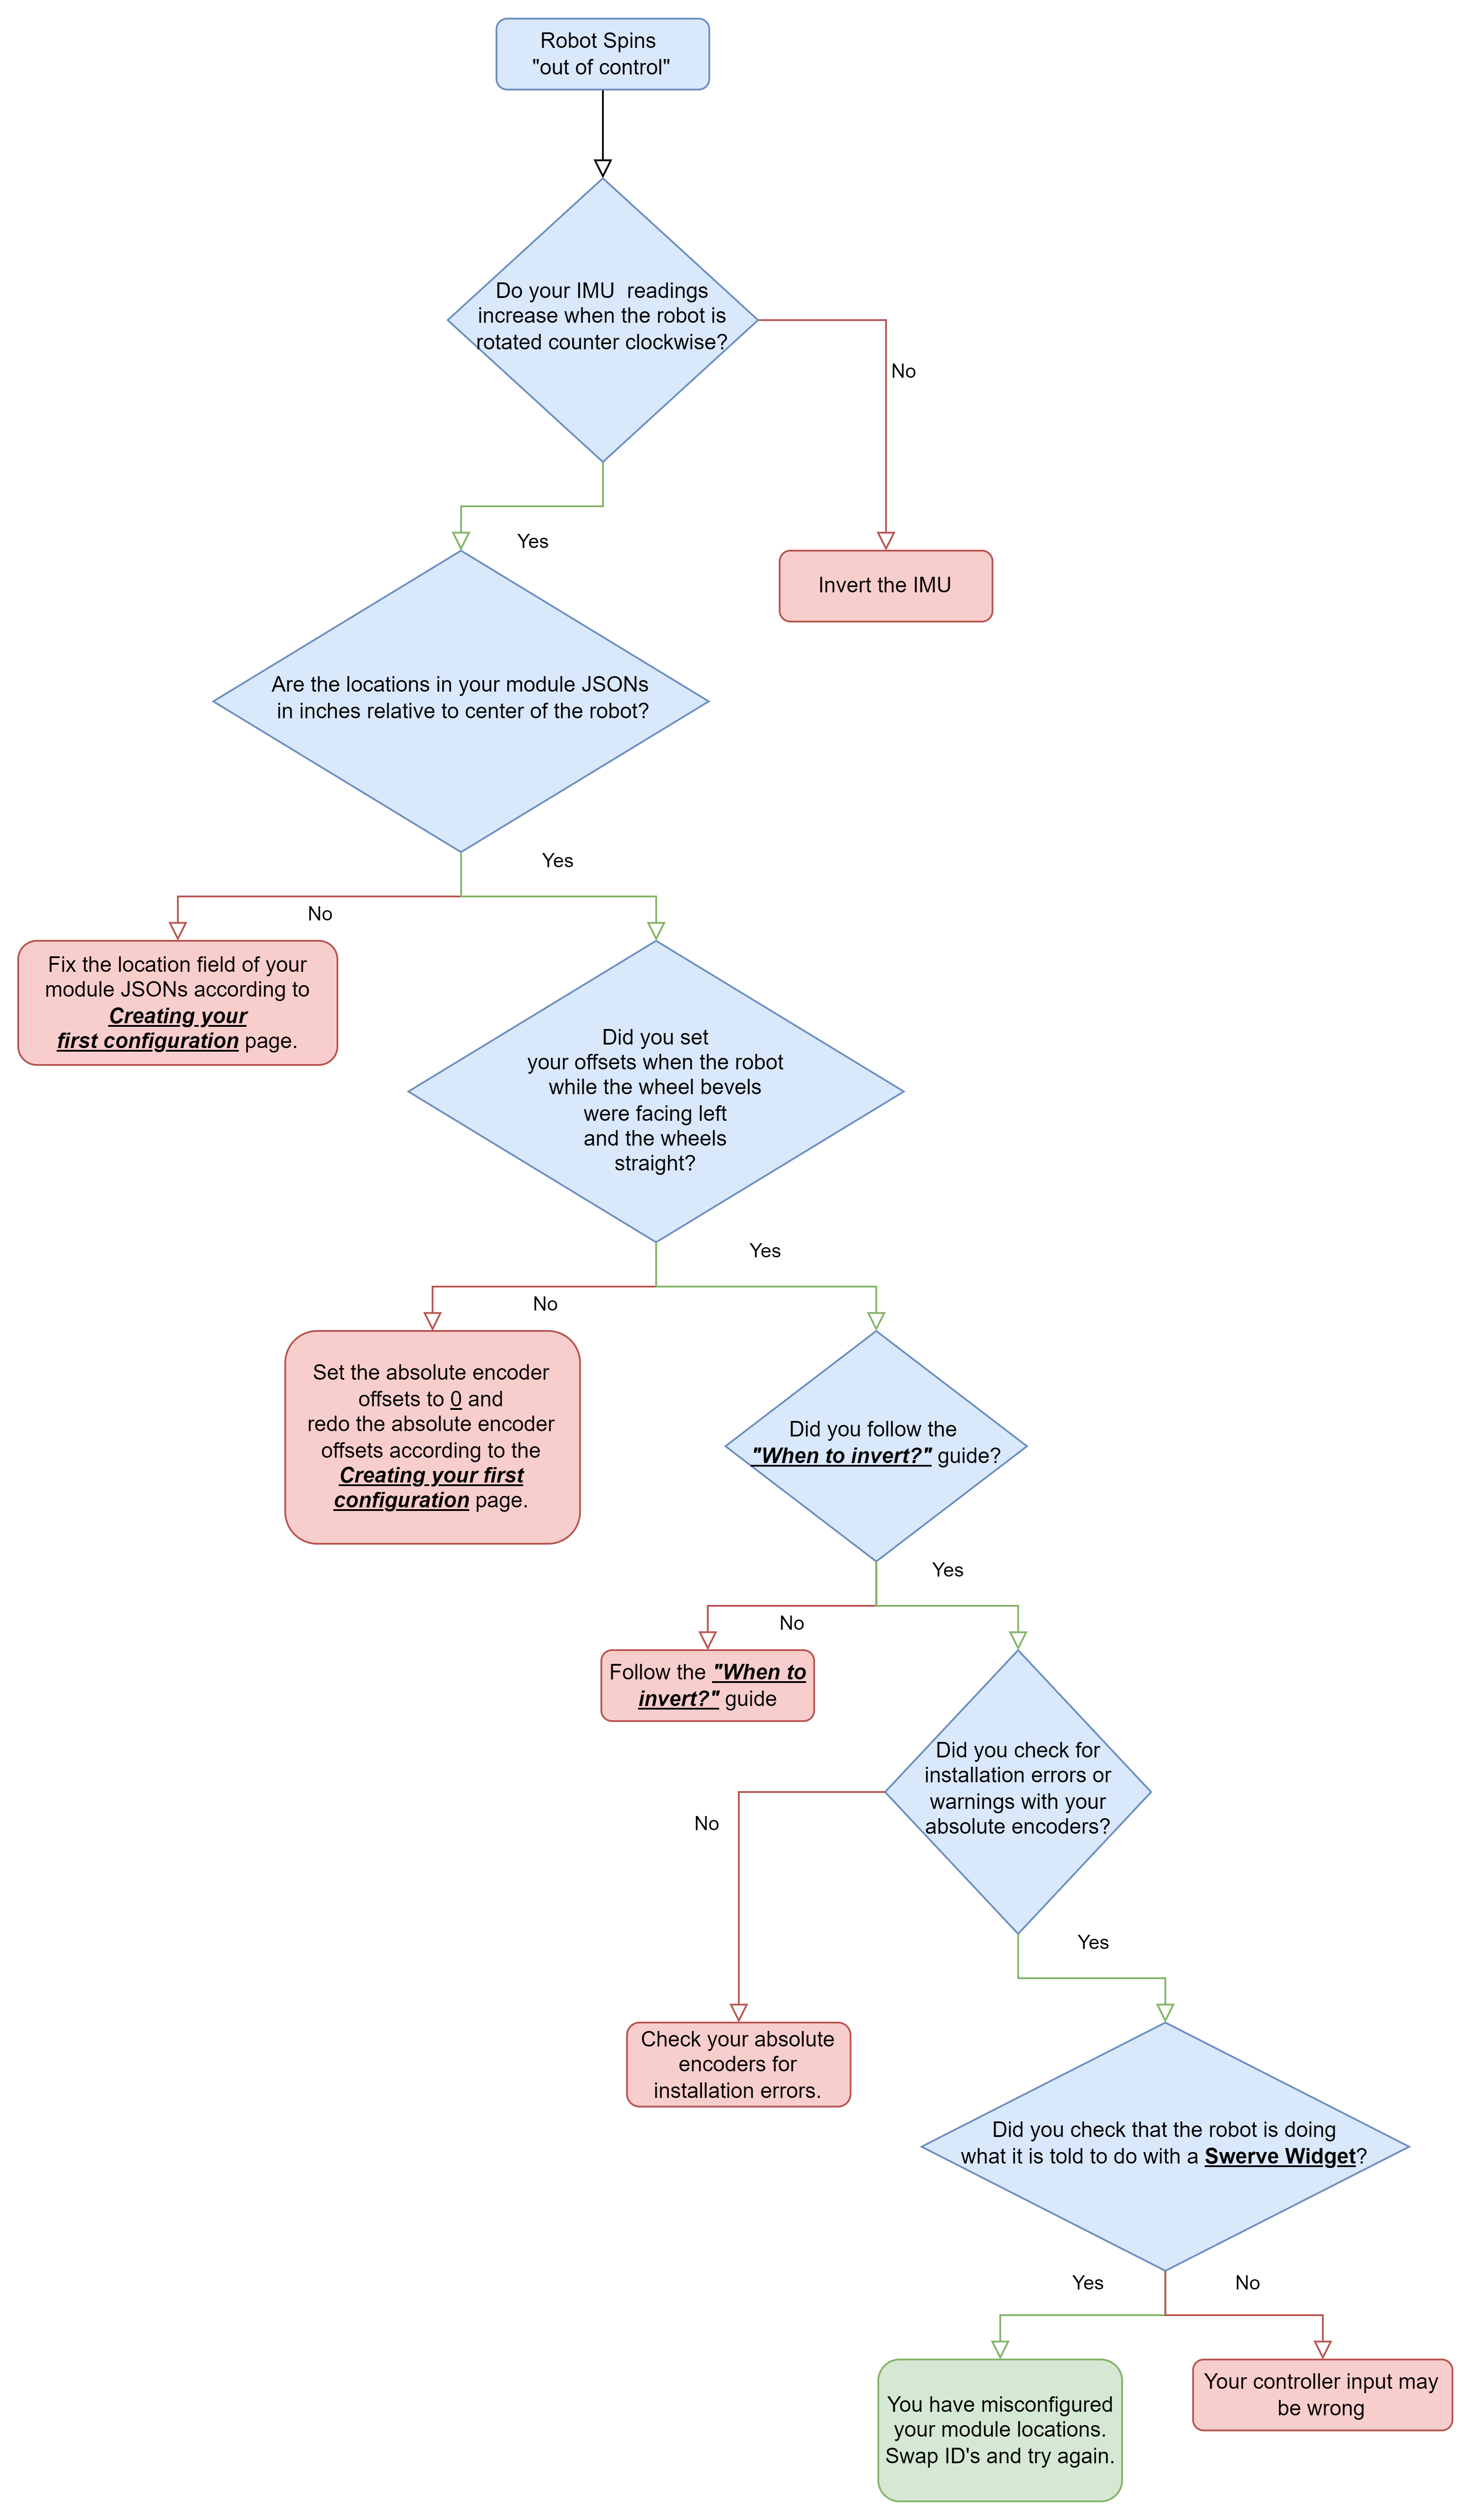 Robot Spins
"out of control"
Do your IMU  readings
increase when the robot is
rotated counter clockwise?
No
Yes
Invert the IMU
Are the locations in your module JSONs
in inches relative to center of the robot?
Yes
No
Fix the location field of your
module JSONs according to
Creating your
first configuration page.
Did you set
your offsets when the robot
while the wheel bevels
were facing left
and the wheels
straight?
Yes
No
Set the absolute encoder
offsets to 0 and
redo the absolute encoder
offsets according to the
Creating your first
configuration page.
Did you follow the
"When to invert?" guide?
Yes
No
Follow the "When to
invert?" guide
Did you check for
installation errors or
warnings with your
absolute encoders?
No
Yes
Check your absolute
encoders for
installation errors.
Did you check that the robot is doing
what it is told to do with a Swerve Widget?
Yes
No
You have misconfigured
your module locations.
Swap ID's and try again.
Your controller input may
be wrong